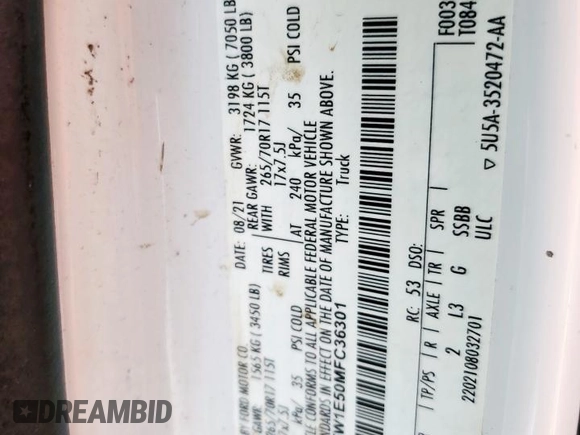 RY FORD MOTOR CO.
DATE: 08/21 GVWR: 3198 KG ( 7050 LB
GAWR: 1565 KG ( 3450 LB) REAR GAWR: 1724 KG ( 3800 LB)
265/70R17 115T TIRES WITH 265/70R17 115T
17x7.5J RIMS 17x7.5J
kPa/ 35 PSI COLD AT 240 kPa/ 35 PSI COLD
CLE CONFORMS TO ALL APPLICABLE FEDERAL MOTOR VEHICLE
IN EFFECT ON THE DATE OF MANUFACTURE SHOWN ABOVE.
W1E50MFC36301 TYPE: Truck
F003
T084
RC: 53 DSO:
TP/PS R AXLE TR SPR
2 L3 G SSBB
2202108032701 ULC
5U5A-3520472-AA
DREAMBID.COM